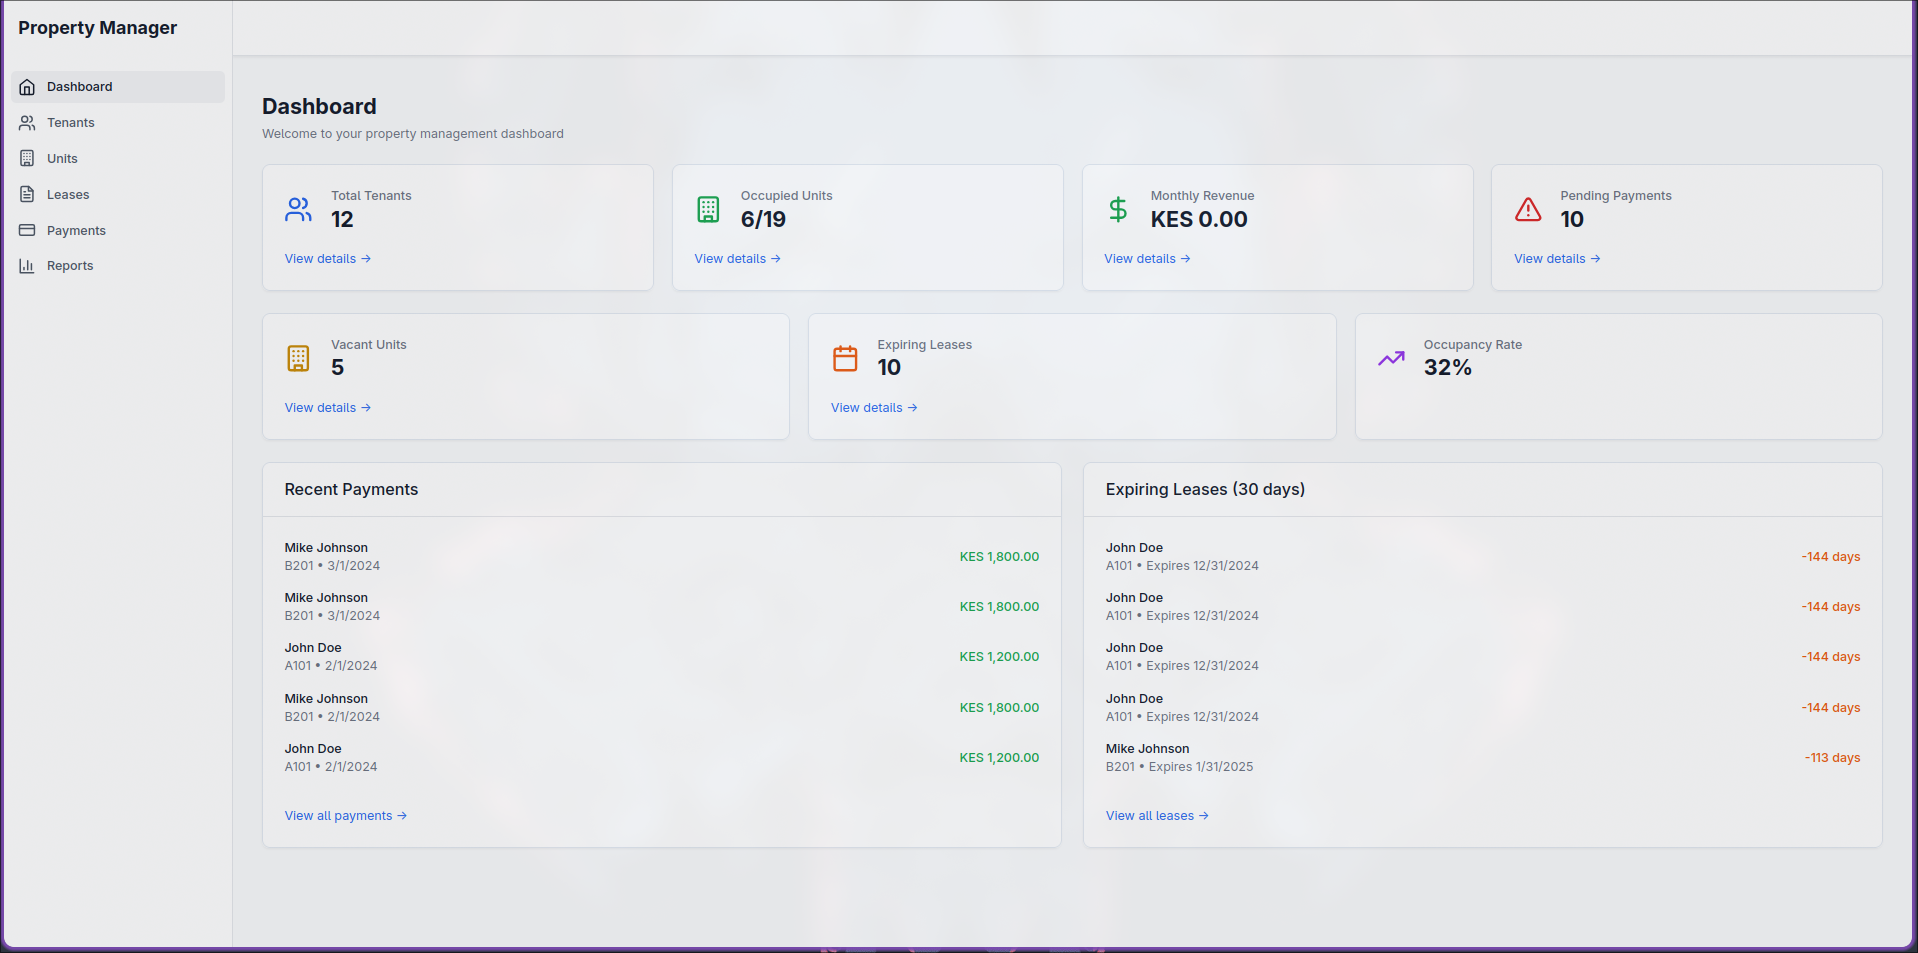 Property Manager
Dashboard
Tenants
Units
Leases
Payments
Reports
Dashboard
Welcome to your property management dashboard
Total Tenants
12
View details →
Occupied Units
6/19
View details →
Monthly Revenue
KES 0.00
View details →
Pending Payments
10
View details →
Vacant Units
5
View details →
Expiring Leases
10
View details →
Occupancy Rate
32%
Recent Payments
Mike Johnson
B201 • 3/1/2024
KES 1,800.00
Mike Johnson
B201 • 3/1/2024
KES 1,800.00
John Doe
A101 • 2/1/2024
KES 1,200.00
Mike Johnson
B201 • 2/1/2024
KES 1,800.00
John Doe
A101 • 2/1/2024
KES 1,200.00
View all payments →
Expiring Leases (30 days)
John Doe
A101 • Expires 12/31/2024
-144 days
John Doe
A101 • Expires 12/31/2024
-144 days
John Doe
A101 • Expires 12/31/2024
-144 days
John Doe
A101 • Expires 12/31/2024
-144 days
Mike Johnson
B201 • Expires 1/31/2025
-113 days
View all leases →